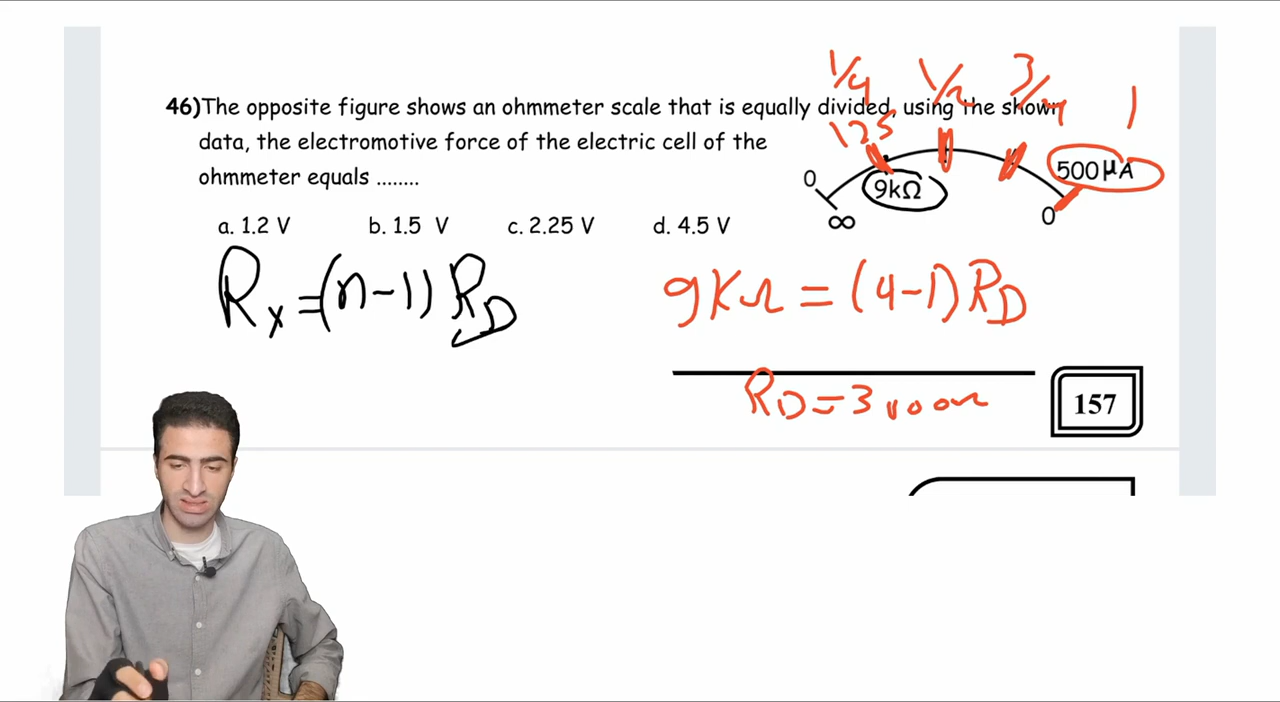 46)The opposite figure shows an ohmmeter scale that is equally divided, using the shown
data, the electromotive force of the electric cell of the
ohmmeter equals ........
a. 1.2 V b. 1.5 V c. 2.25 V d. 4.5 V
1/4 1/2 3/4 1
125
0 9kΩ 500μA
∞ 0
Rx=(n-1) RD
9KΩ = (4-1)RD
RD=3000Ω
157